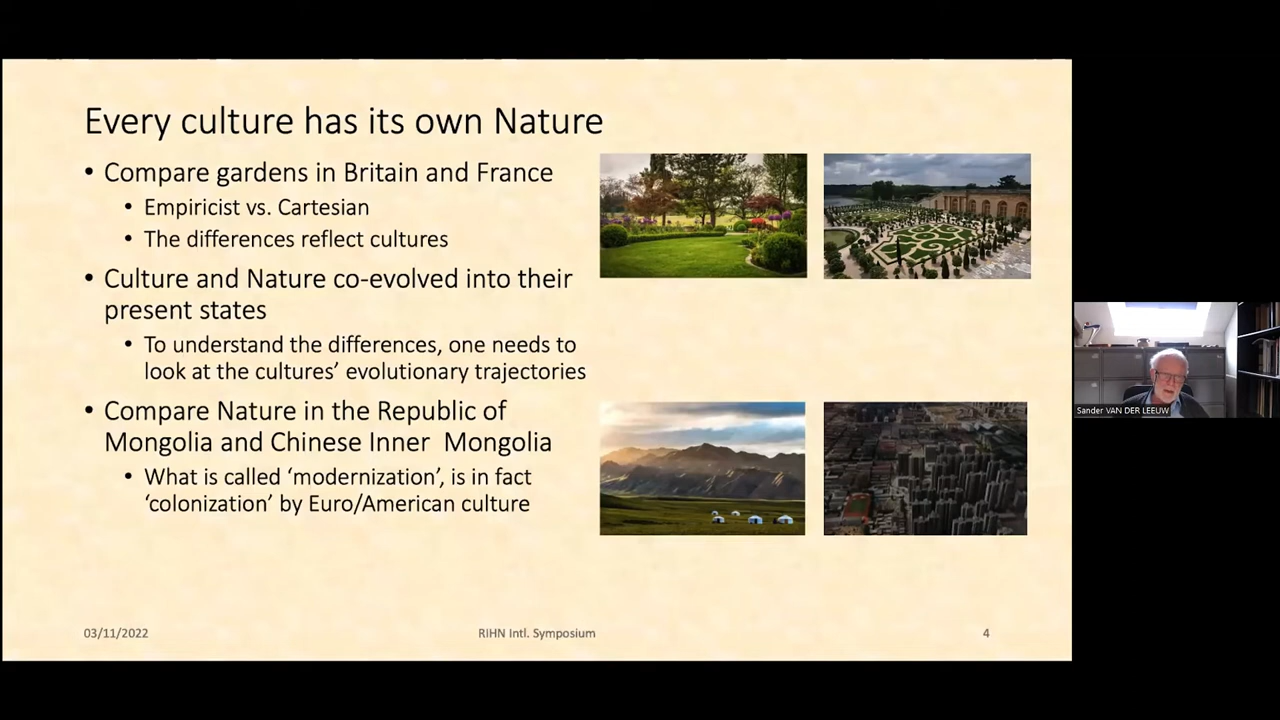 Every culture has its own Nature
• Compare gardens in Britain and France
• Empiricist vs. Cartesian
• The differences reflect cultures
• Culture and Nature co-evolved into their
present states
• To understand the differences, one needs to
look at the cultures’ evolutionary trajectories
• Compare Nature in the Republic of
Mongolia and Chinese Inner Mongolia
• What is called ‘modernization’, is in fact
‘colonization’ by Euro/American culture
03/11/2022
RIHN Intl. Symposium
4
Sander VAN DER LEEUW